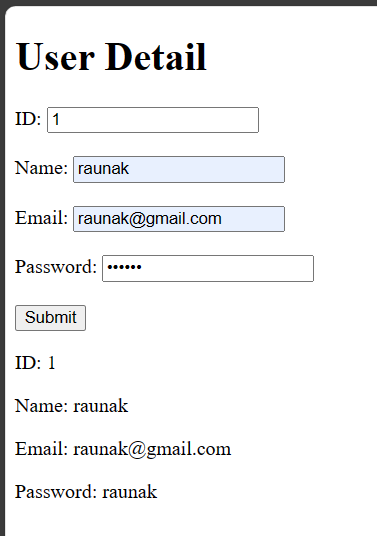 User Detail
ID: 1
Name: raunak
Email: raunak@gmail.com
Password: ••••••
Submit
ID: 1
Name: raunak
Email: raunak@gmail.com
Password: raunak